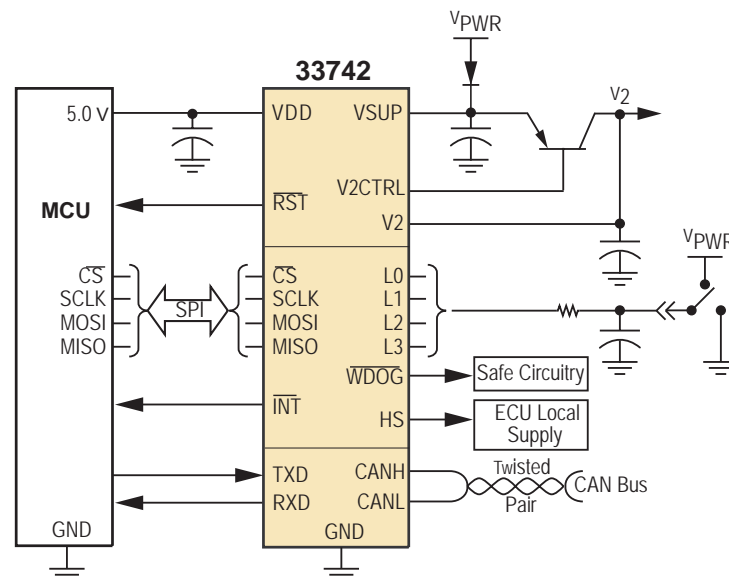 VPWR
33742
5.0 V
VDD
VSUP
V2
MCU
RST
V2CTRL
V2
VPWR
CS
SCLK
MOSI
MISO
SPI
CS
SCLK
MOSI
MISO
L0
L1
L2
L3
WDOG
Safe Circuitry
INT
HS
ECU Local
Supply
TXD
RXD
CANH
CANL
Twisted
Pair
CAN Bus
GND
GND